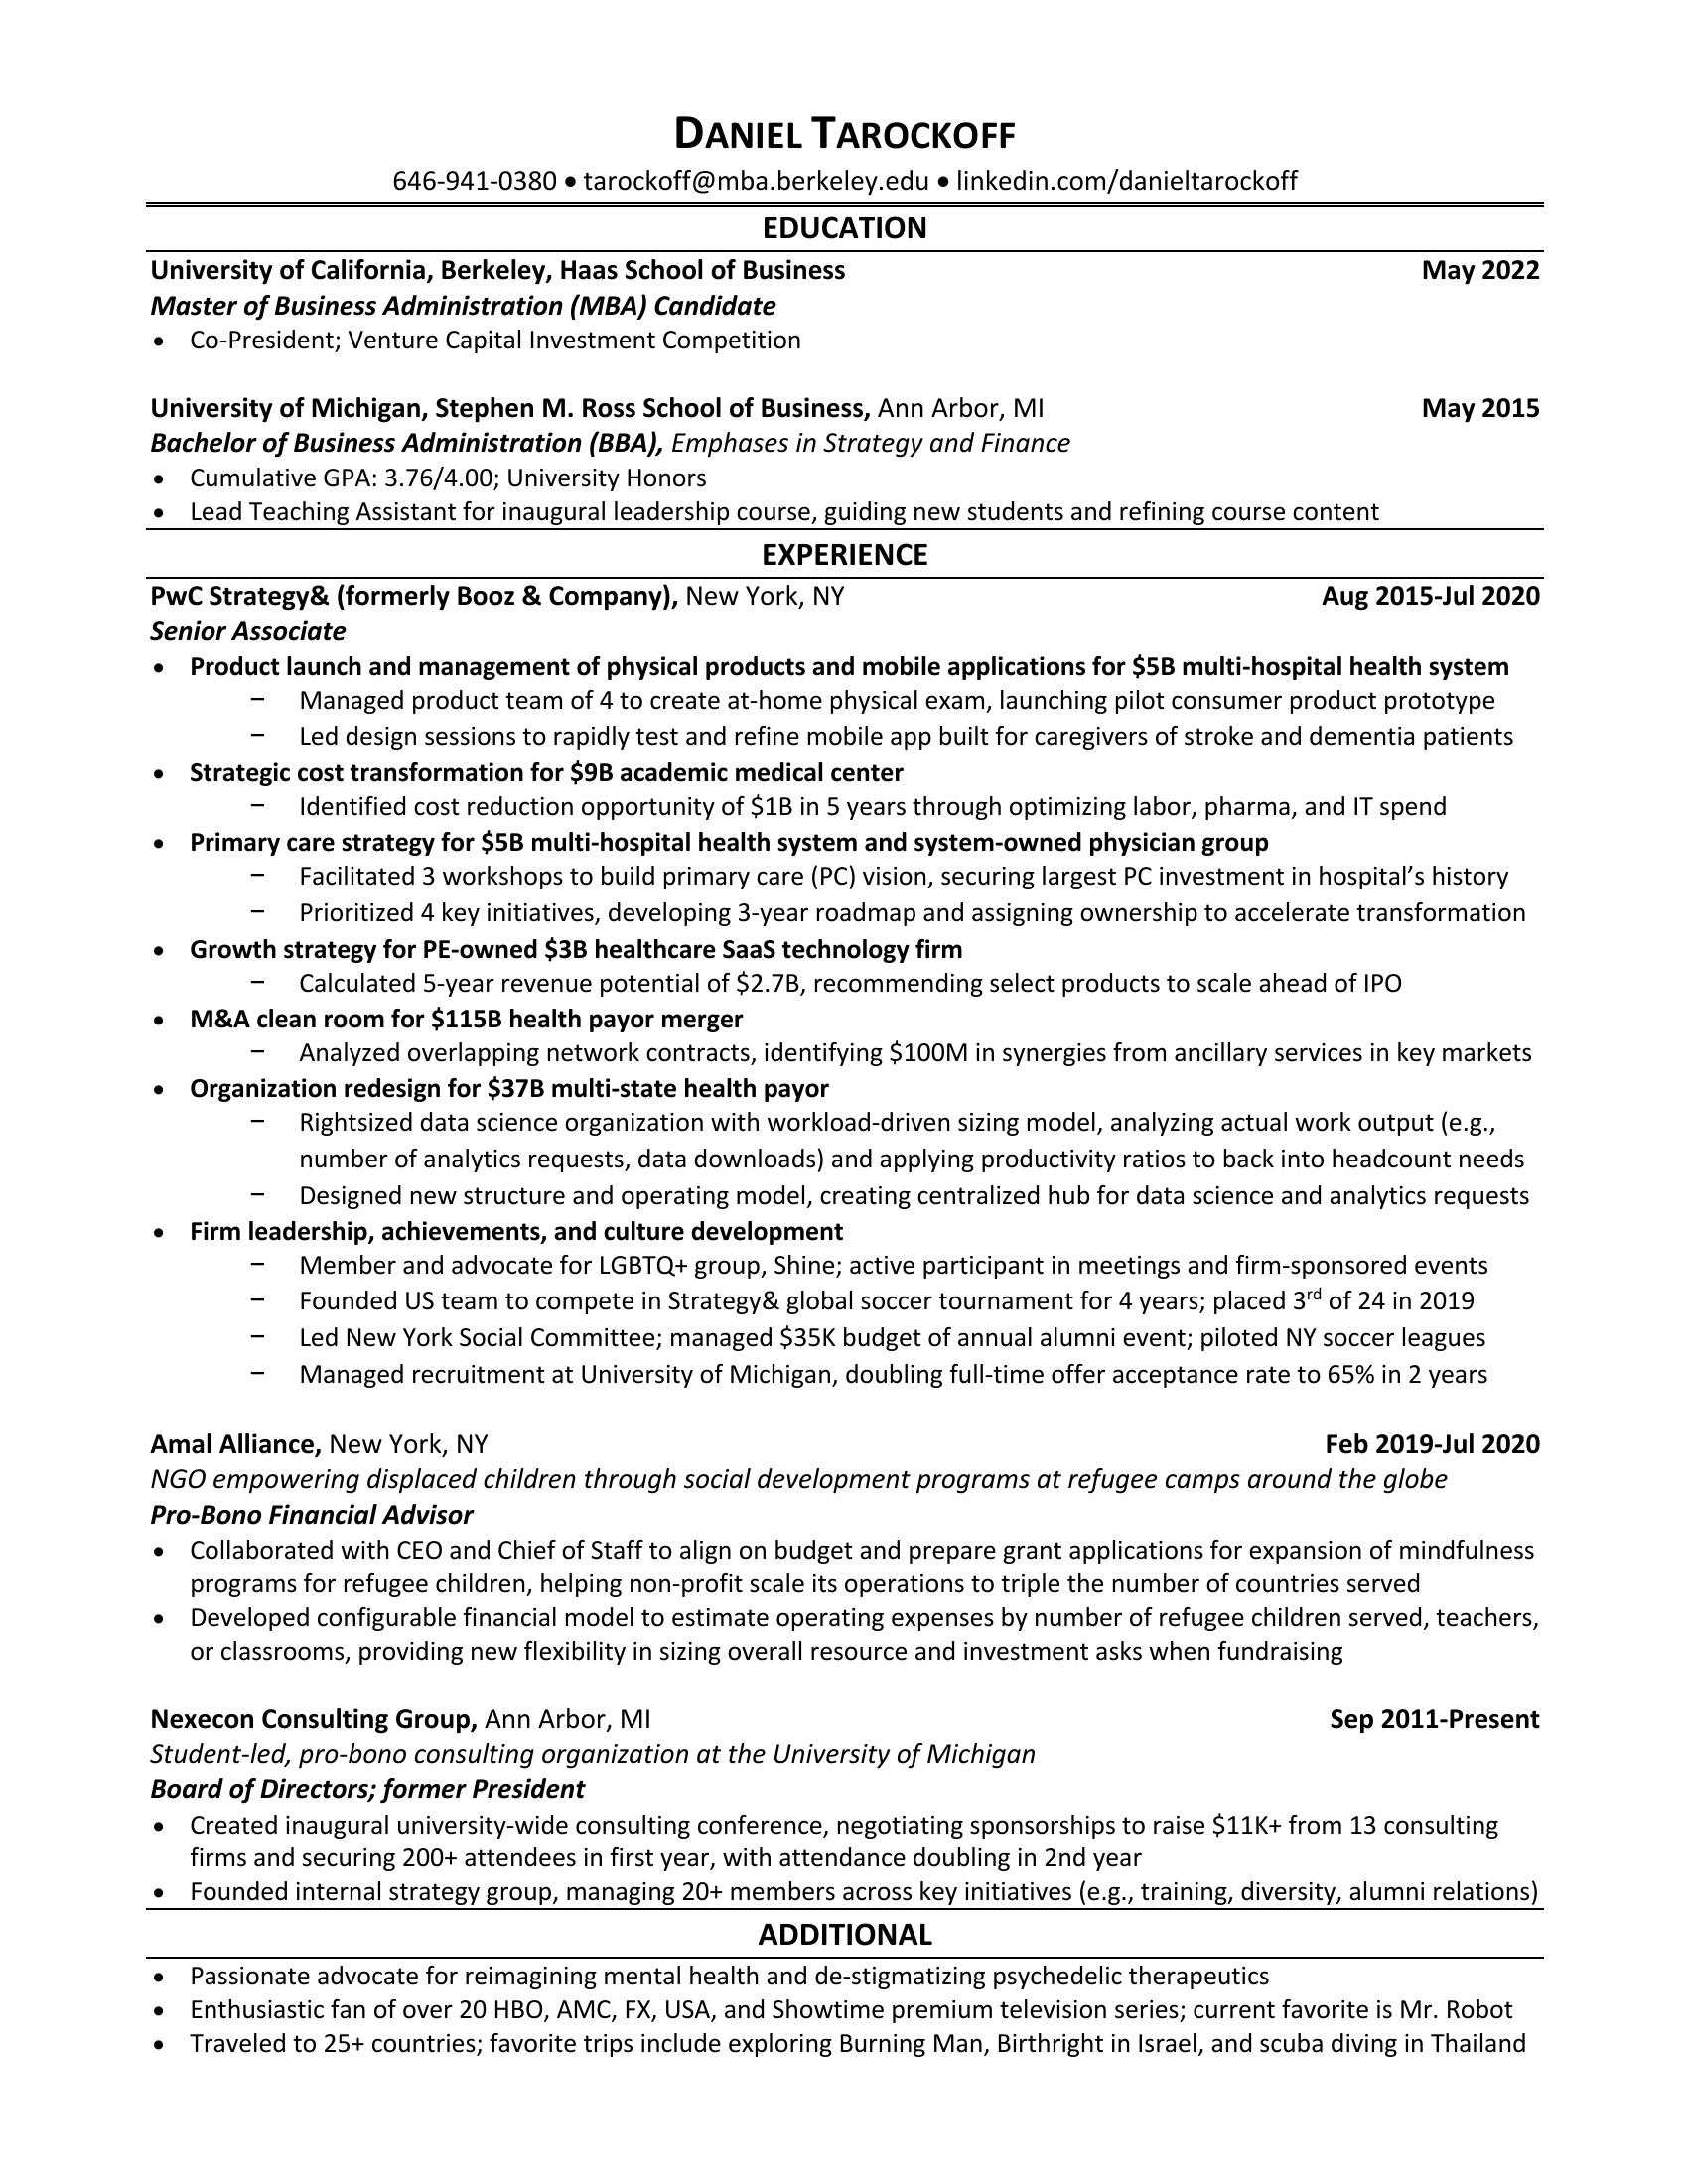 DANIEL TAROCKOFF
646-941-0380 • tarockoff@mba.berkeley.edu • linkedin.com/danieltarockoff
EDUCATION
University of California, Berkeley, Haas School of Business May 2022
Master of Business Administration (MBA) Candidate
• Co-President; Venture Capital Investment Competition
University of Michigan, Stephen M. Ross School of Business, Ann Arbor, MI May 2015
Bachelor of Business Administration (BBA), Emphases in Strategy and Finance
• Cumulative GPA: 3.76/4.00; University Honors
• Lead Teaching Assistant for inaugural leadership course, guiding new students and refining course content
EXPERIENCE
PwC Strategy& (formerly Booz & Company), New York, NY Aug 2015-Jul 2020
Senior Associate
• Product launch and management of physical products and mobile applications for $5B multi-hospital health system
− Managed product team of 4 to create at-home physical exam, launching pilot consumer product prototype
− Led design sessions to rapidly test and refine mobile app built for caregivers of stroke and dementia patients
• Strategic cost transformation for $9B academic medical center
− Identified cost reduction opportunity of $1B in 5 years through optimizing labor, pharma, and IT spend
• Primary care strategy for $5B multi-hospital health system and system-owned physician group
− Facilitated 3 workshops to build primary care (PC) vision, securing largest PC investment in hospital’s history
− Prioritized 4 key initiatives, developing 3-year roadmap and assigning ownership to accelerate transformation
• Growth strategy for PE-owned $3B healthcare SaaS technology firm
− Calculated 5-year revenue potential of $2.7B, recommending select products to scale ahead of IPO
• M&A clean room for $115B health payor merger
− Analyzed overlapping network contracts, identifying $100M in synergies from ancillary services in key markets
• Organization redesign for $37B multi-state health payor
− Rightsized data science organization with workload-driven sizing model, analyzing actual work output (e.g.,
number of analytics requests, data downloads) and applying productivity ratios to back into headcount needs
− Designed new structure and operating model, creating centralized hub for data science and analytics requests
• Firm leadership, achievements, and culture development
− Member and advocate for LGBTQ+ group, Shine; active participant in meetings and firm-sponsored events
− Founded US team to compete in Strategy& global soccer tournament for 4 years; placed 3rd of 24 in 2019
− Led New York Social Committee; managed $35K budget of annual alumni event; piloted NY soccer leagues
− Managed recruitment at University of Michigan, doubling full-time offer acceptance rate to 65% in 2 years
Amal Alliance, New York, NY Feb 2019-Jul 2020
NGO empowering displaced children through social development programs at refugee camps around the globe
Pro-Bono Financial Advisor
• Collaborated with CEO and Chief of Staff to align on budget and prepare grant applications for expansion of mindfulness
programs for refugee children, helping non-profit scale its operations to triple the number of countries served
• Developed configurable financial model to estimate operating expenses by number of refugee children served, teachers,
or classrooms, providing new flexibility in sizing overall resource and investment asks when fundraising
Nexecon Consulting Group, Ann Arbor, MI Sep 2011-Present
Student-led, pro-bono consulting organization at the University of Michigan
Board of Directors; former President
• Created inaugural university-wide consulting conference, negotiating sponsorships to raise $11K+ from 13 consulting
firms and securing 200+ attendees in first year, with attendance doubling in 2nd year
• Founded internal strategy group, managing 20+ members across key initiatives (e.g., training, diversity, alumni relations)
ADDITIONAL
• Passionate advocate for reimagining mental health and de-stigmatizing psychedelic therapeutics
• Enthusiastic fan of over 20 HBO, AMC, FX, USA, and Showtime premium television series; current favorite is Mr. Robot
• Traveled to 25+ countries; favorite trips include exploring Burning Man, Birthright in Israel, and scuba diving in Thailand